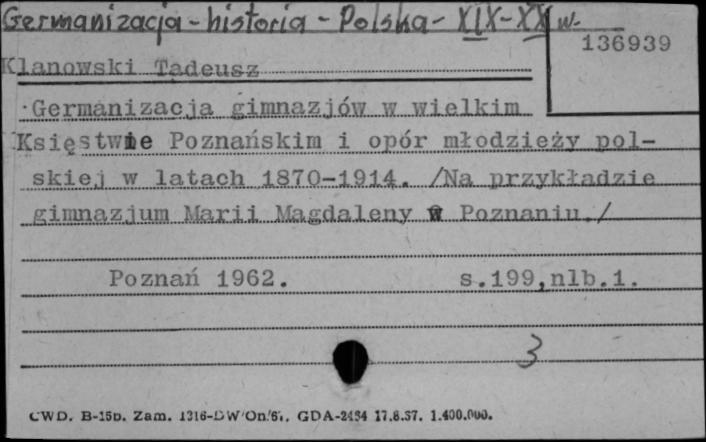 Germanizacja - historia - Polska - XIX-XX w.
136939
Klanowski Tadeusz
Germanizacja gimnazjów w wielkim
Księstwie Poznańskim i opór młodzieży pol-
skiej w latach 1870-1914. /Na przykładzie
gimnazjum Marii Magdaleny w Poznaniu./
Poznań 1962. s.199,nlb.1.
3
CWD. B-15b. Zam. 1316-DW/On/61. GDA-2434 17.8.57. 1.400.000.